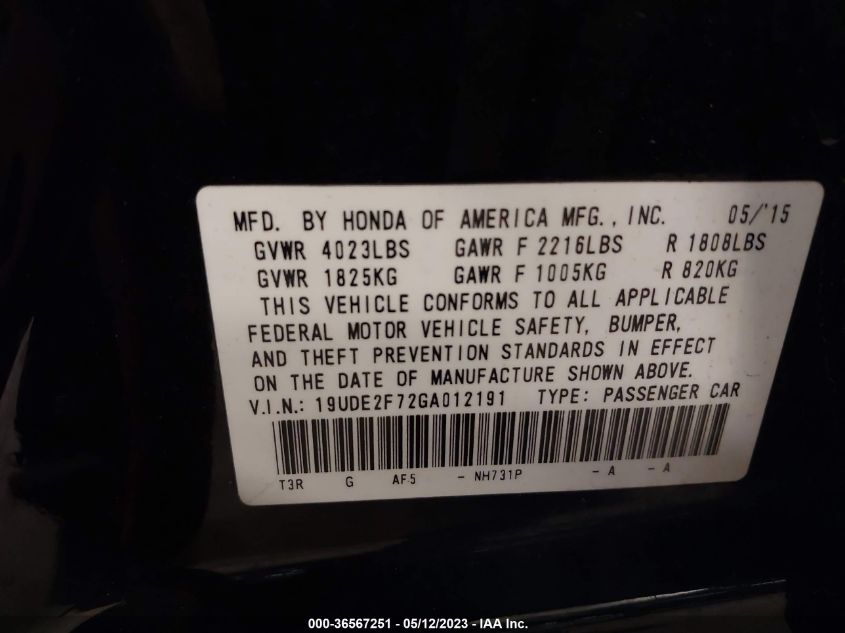 MFD. BY HONDA OF AMERICA MFG., INC. 05/'15
GVWR 4023LBS GAWR F 2216LBS R 1808LBS
GVWR 1825KG GAWR F 1005KG R 820KG
THIS VEHICLE CONFORMS TO ALL APPLICABLE
FEDERAL MOTOR VEHICLE SAFETY, BUMPER,
AND THEFT PREVENTION STANDARDS IN EFFECT
ON THE DATE OF MANUFACTURE SHOWN ABOVE.
V.I.N.: 19UDE2F72GA012191 TYPE: PASSENGER CAR
T3R G AF5 - NH731P - A - A
000-36567251 - 05/12/2023 - IAA Inc.